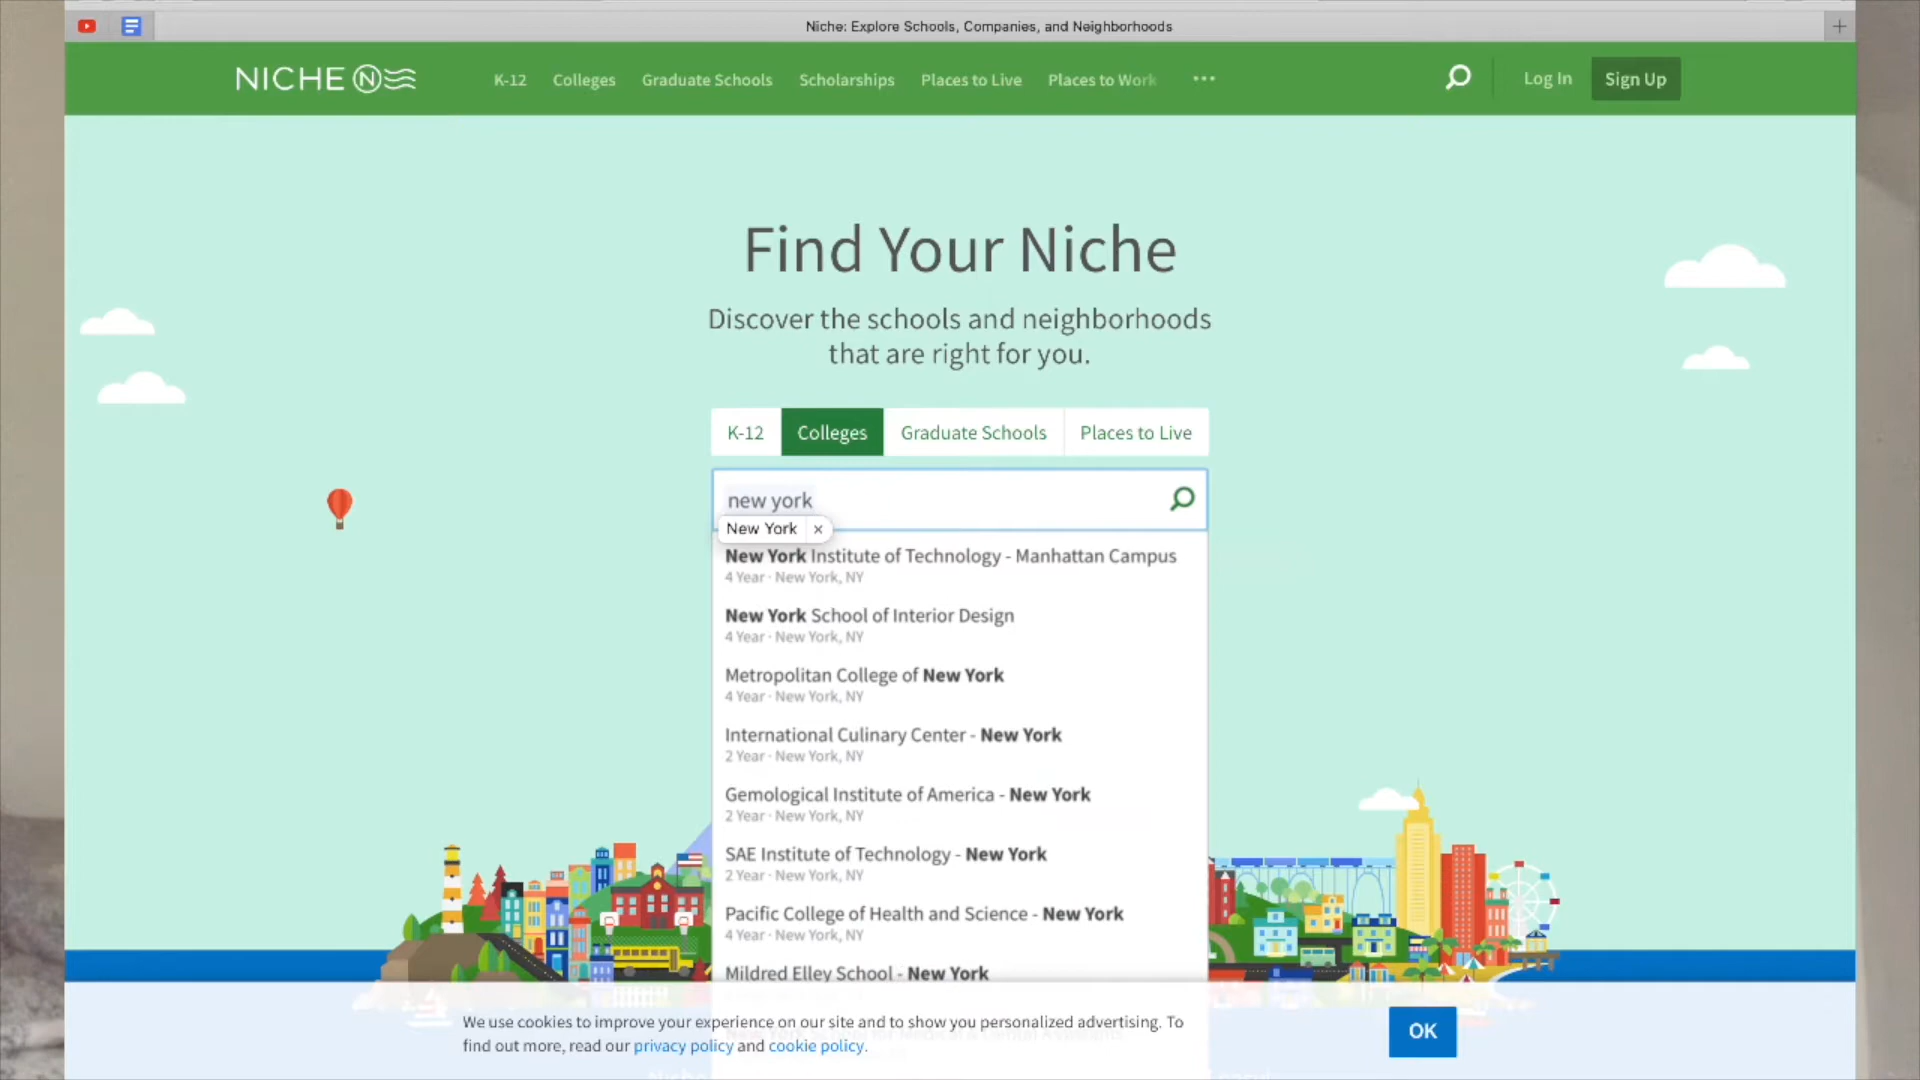 Niche: Explore Schools, Companies, and Neighborhoods
NICHE N
K-12 Colleges Graduate Schools Scholarships Places to Live Places to Work ••• Log In Sign Up
Find Your Niche
Discover the schools and neighborhoods
that are right for you.
K-12 Colleges Graduate Schools Places to Live
new york
New York ×
New York Institute of Technology - Manhattan Campus
4 Year · New York, NY
New York School of Interior Design
4 Year · New York, NY
Metropolitan College of New York
4 Year · New York, NY
International Culinary Center - New York
2 Year · New York, NY
Gemological Institute of America - New York
2 Year · New York, NY
SAE Institute of Technology - New York
2 Year · New York, NY
Pacific College of Health and Science - New York
4 Year · New York, NY
Mildred Elley School - New York
We use cookies to improve your experience on our site and to show you personalized advertising. To
find out more, read our privacy policy and cookie policy.
OK